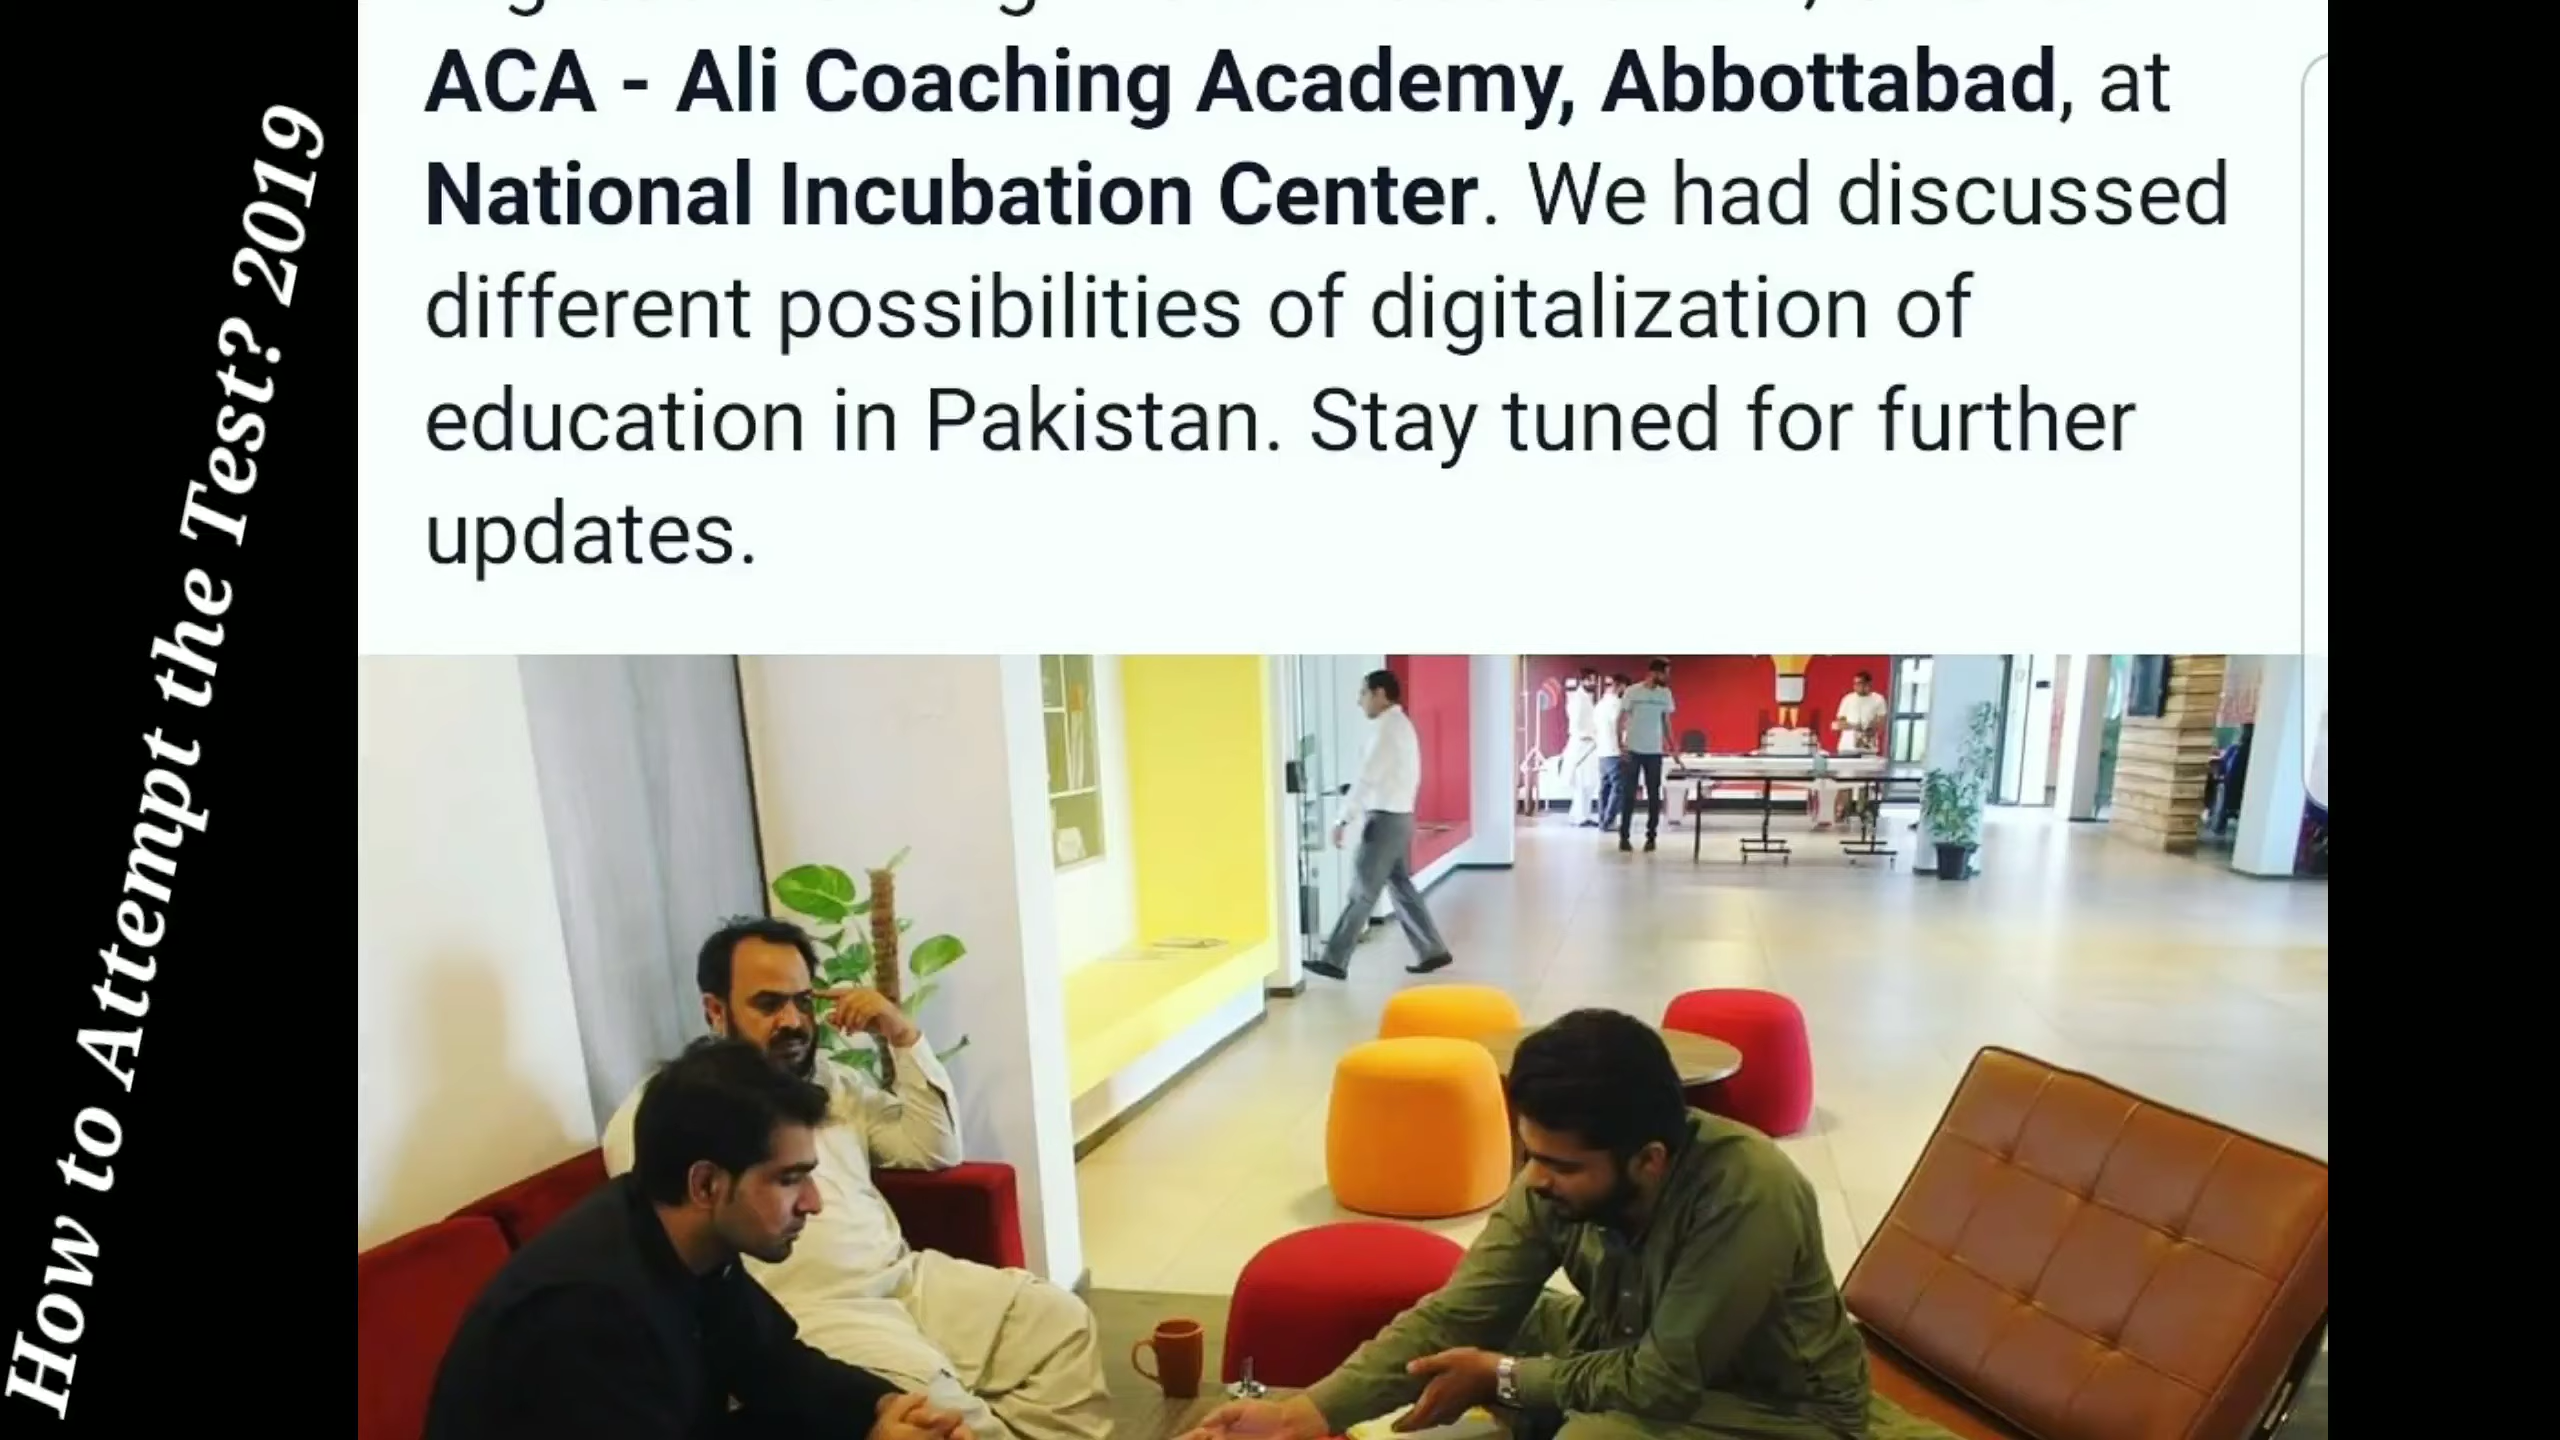 How to Attempt the Test? 2019
ACA - Ali Coaching Academy, Abbottabad, at
National Incubation Center. We had discussed
different possibilities of digitalization of
education in Pakistan. Stay tuned for further
updates.